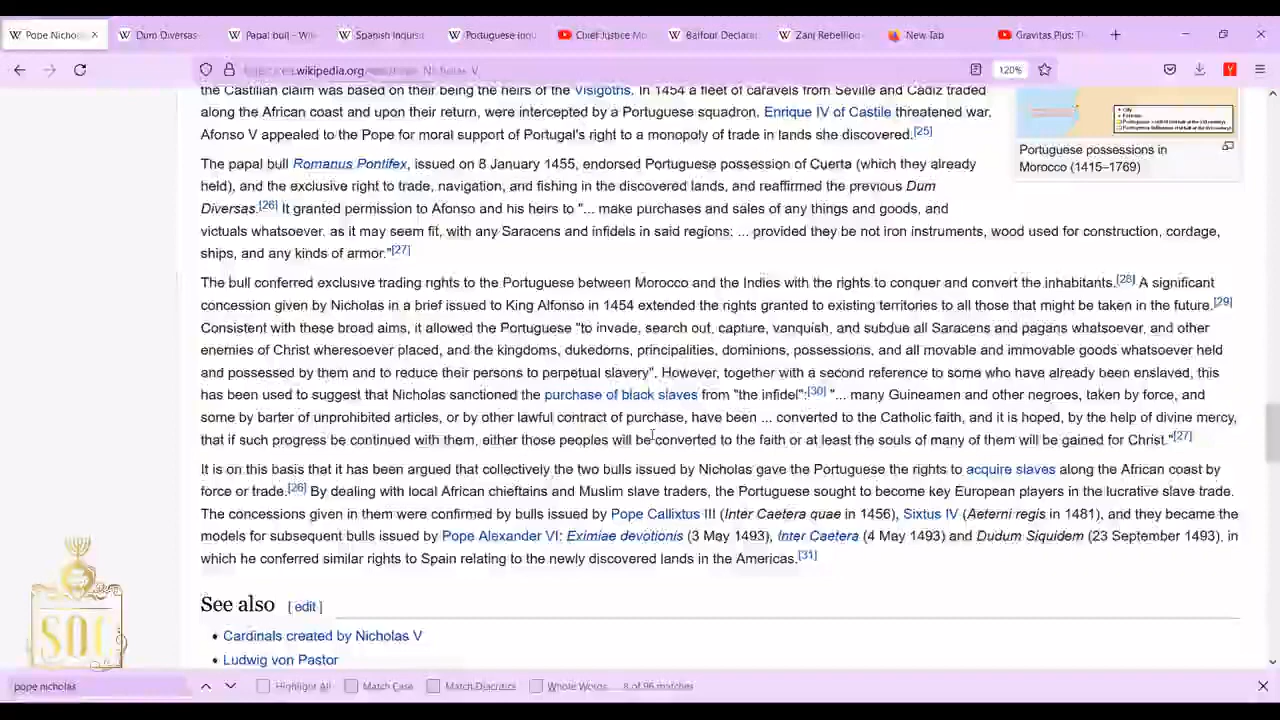 Pope Nichol
Dum Diversas
Papal bull - Wik
Spanish Inquisi
Portuguese Inqu
Chief Justice Mo
Balfour Declarat
Zanj Rebellion
New Tab
Gravitas Plus: Th
wikipedia.org
120%
the Castilian claim was based on their being the heirs of the Visigoths. In 1454 a fleet of caravels from Seville and Cadiz traded
along the African coast and upon their return, were intercepted by a Portuguese squadron. Enrique IV of Castile threatened war.
Afonso V appealed to the Pope for moral support of Portugal's right to a monopoly of trade in lands she discovered.[25]
Portuguese possessions in
Morocco (1415–1769)
The papal bull Romanus Pontifex, issued on 8 January 1455, endorsed Portuguese possession of Cuerta (which they already
held), and the exclusive right to trade, navigation, and fishing in the discovered lands, and reaffirmed the previous Dum
Diversas.[26] It granted permission to Afonso and his heirs to "... make purchases and sales of any things and goods, and
victuals whatsoever, as it may seem fit, with any Saracens and infidels in said regions; ... provided they be not iron instruments, wood used for construction, cordage,
ships, and any kinds of armor."[27]
The bull conferred exclusive trading rights to the Portuguese between Morocco and the Indies with the rights to conquer and convert the inhabitants.[28] A significant
concession given by Nicholas in a brief issued to King Alfonso in 1454 extended the rights granted to existing territories to all those that might be taken in the future.[29]
Consistent with these broad aims, it allowed the Portuguese "to invade, search out, capture, vanquish, and subdue all Saracens and pagans whatsoever, and other
enemies of Christ wheresoever placed, and the kingdoms, dukedoms, principalities, dominions, possessions, and all movable and immovable goods whatsoever held
and possessed by them and to reduce their persons to perpetual slavery". However, together with a second reference to some who have already been enslaved, this
has been used to suggest that Nicholas sanctioned the purchase of black slaves from "the infidel":[30] "... many Guineamen and other negroes, taken by force, and
some by barter of unprohibited articles, or by other lawful contract of purchase, have been ... converted to the Catholic faith, and it is hoped, by the help of divine mercy,
that if such progress be continued with them, either those peoples will be converted to the faith or at least the souls of many of them will be gained for Christ."[27]
It is on this basis that it has been argued that collectively the two bulls issued by Nicholas gave the Portuguese the rights to acquire slaves along the African coast by
force or trade.[26] By dealing with local African chieftains and Muslim slave traders, the Portuguese sought to become key European players in the lucrative slave trade.
The concessions given in them were confirmed by bulls issued by Pope Callixtus III (Inter Caetera quae in 1456), Sixtus IV (Aeterni regis in 1481), and they became the
models for subsequent bulls issued by Pope Alexander VI: Eximiae devotionis (3 May 1493), Inter Caetera (4 May 1493) and Dudum Siquidem (23 September 1493), in
which he conferred similar rights to Spain relating to the newly discovered lands in the Americas.[31]
See also [ edit ]
• Cardinals created by Nicholas V
• Ludwig von Pastor
pope nicholas
Highlight All
Match Case
Match Diacritics
Whole Words
8 of 96 matches